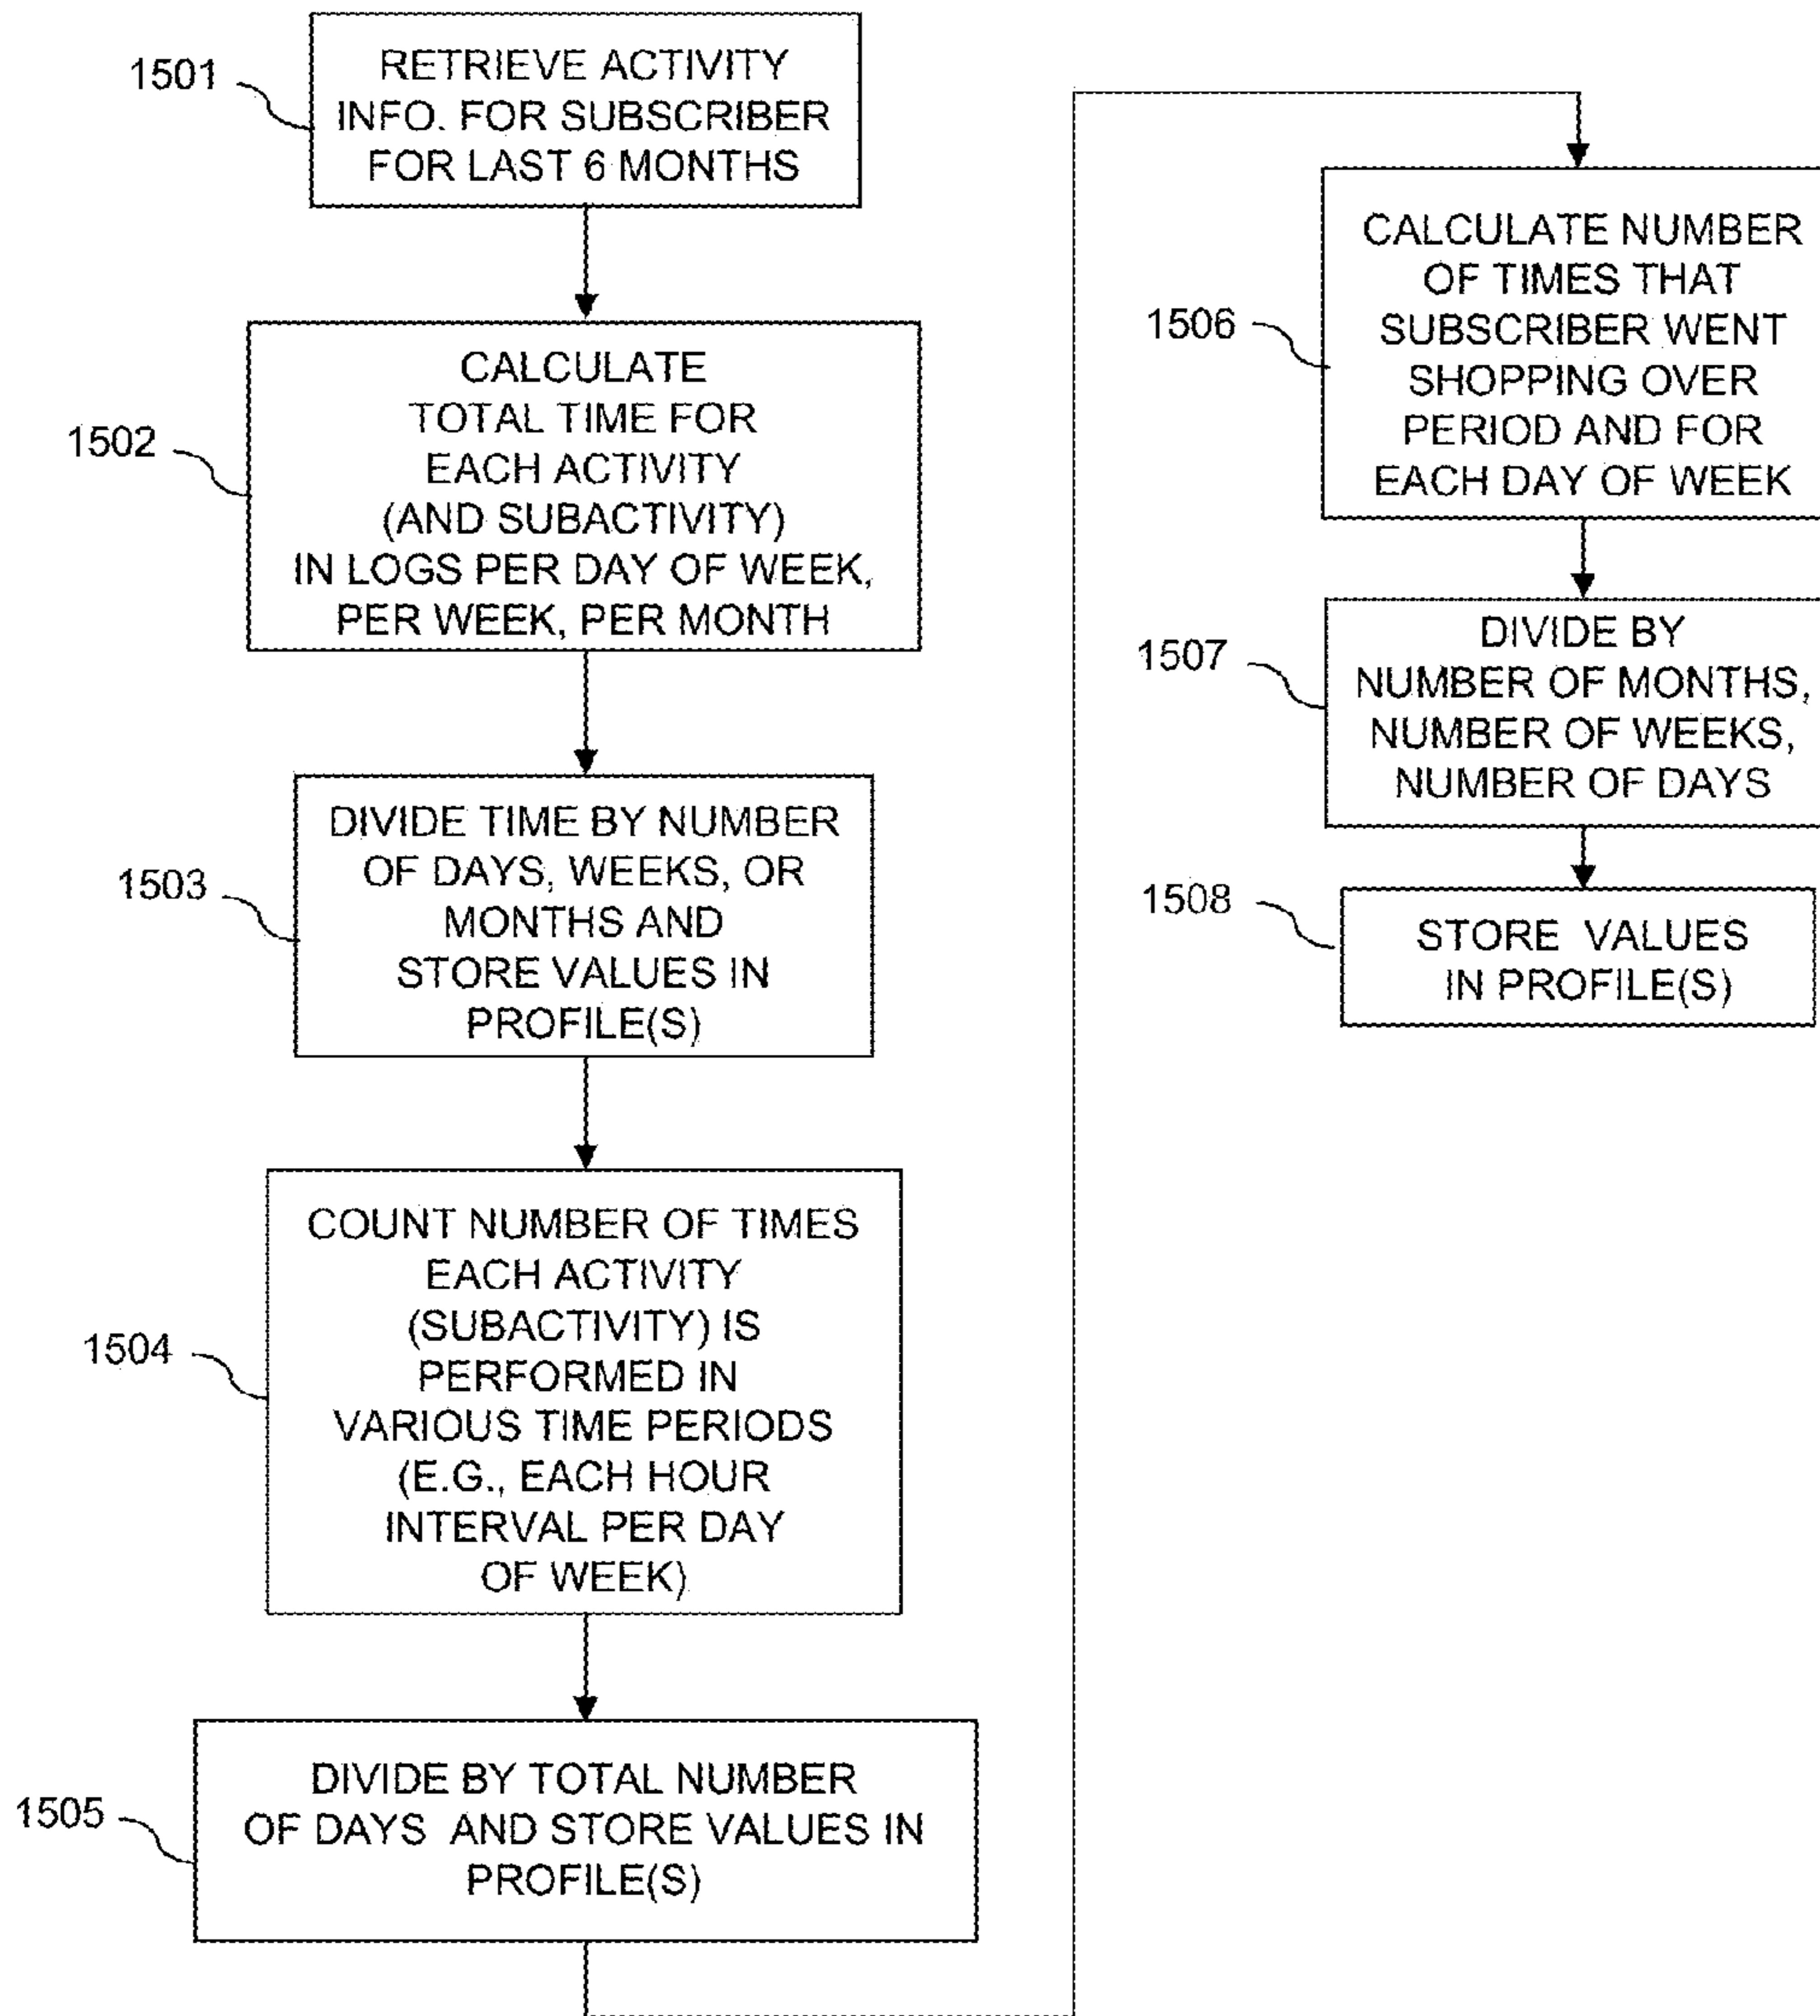 1501
RETRIEVE ACTIVITY
INFO. FOR SUBSCRIBER
FOR LAST 6 MONTHS
1502
CALCULATE
TOTAL TIME FOR
EACH ACTIVITY
(AND SUBACTIVITY)
IN LOGS PER DAY OF WEEK,
PER WEEK, PER MONTH
1503
DIVIDE TIME BY NUMBER
OF DAYS, WEEKS, OR
MONTHS AND
STORE VALUES IN
PROFILE(S)
1504
COUNT NUMBER OF TIMES
EACH ACTIVITY
(SUBACTIVITY) IS
PERFORMED IN
VARIOUS TIME PERIODS
(E.G., EACH HOUR
INTERVAL PER DAY
OF WEEK)
1505
DIVIDE BY TOTAL NUMBER
OF DAYS AND STORE VALUES IN
PROFILE(S)
1506
CALCULATE NUMBER
OF TIMES THAT
SUBSCRIBER WENT
SHOPPING OVER
PERIOD AND FOR
EACH DAY OF WEEK
1507
DIVIDE BY
NUMBER OF MONTHS,
NUMBER OF WEEKS,
NUMBER OF DAYS
1508
STORE VALUES
IN PROFILE(S)